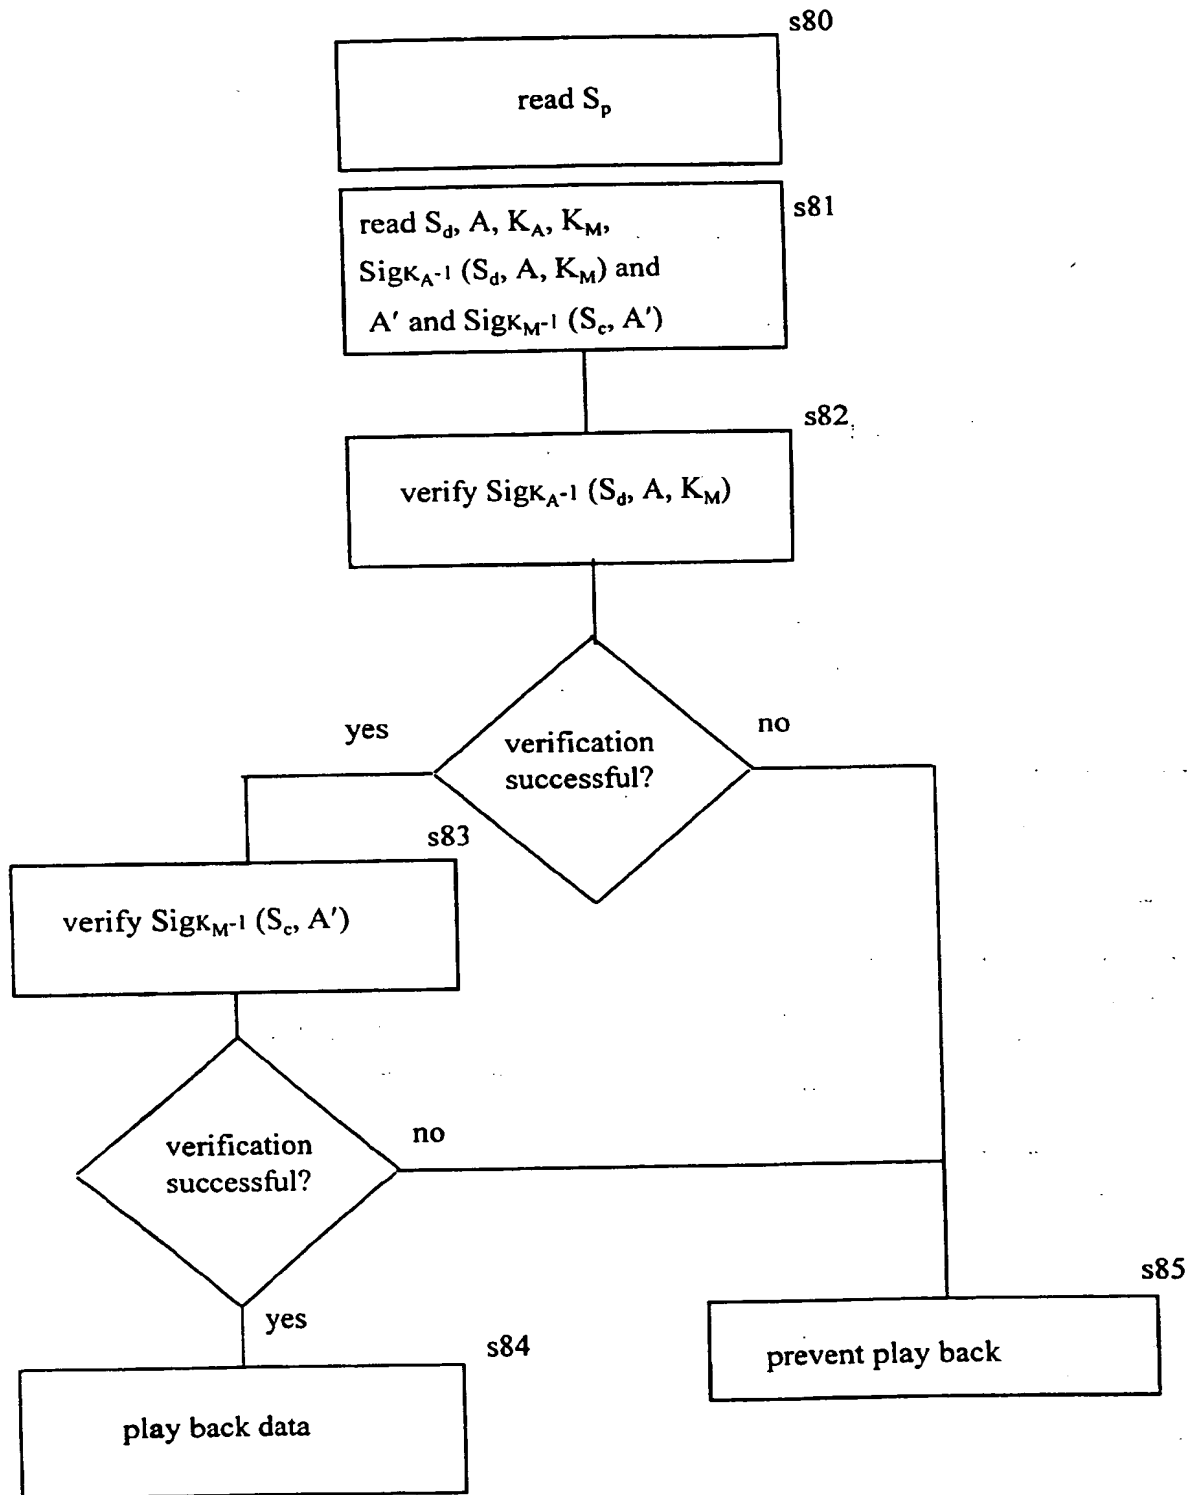 s80
read Sp
s81
read Sd, A, KA, KM,
SigKA-1 (Sd, A, KM) and
A′ and SigKM-1 (Sc, A′)
s82
verify SigKA-1 (Sd, A, KM)
yes
no
verification
successful?
s83
verify SigKM-1 (Sc, A′)
verification
successful?
no
yes
s85
prevent play back
s84
play back data